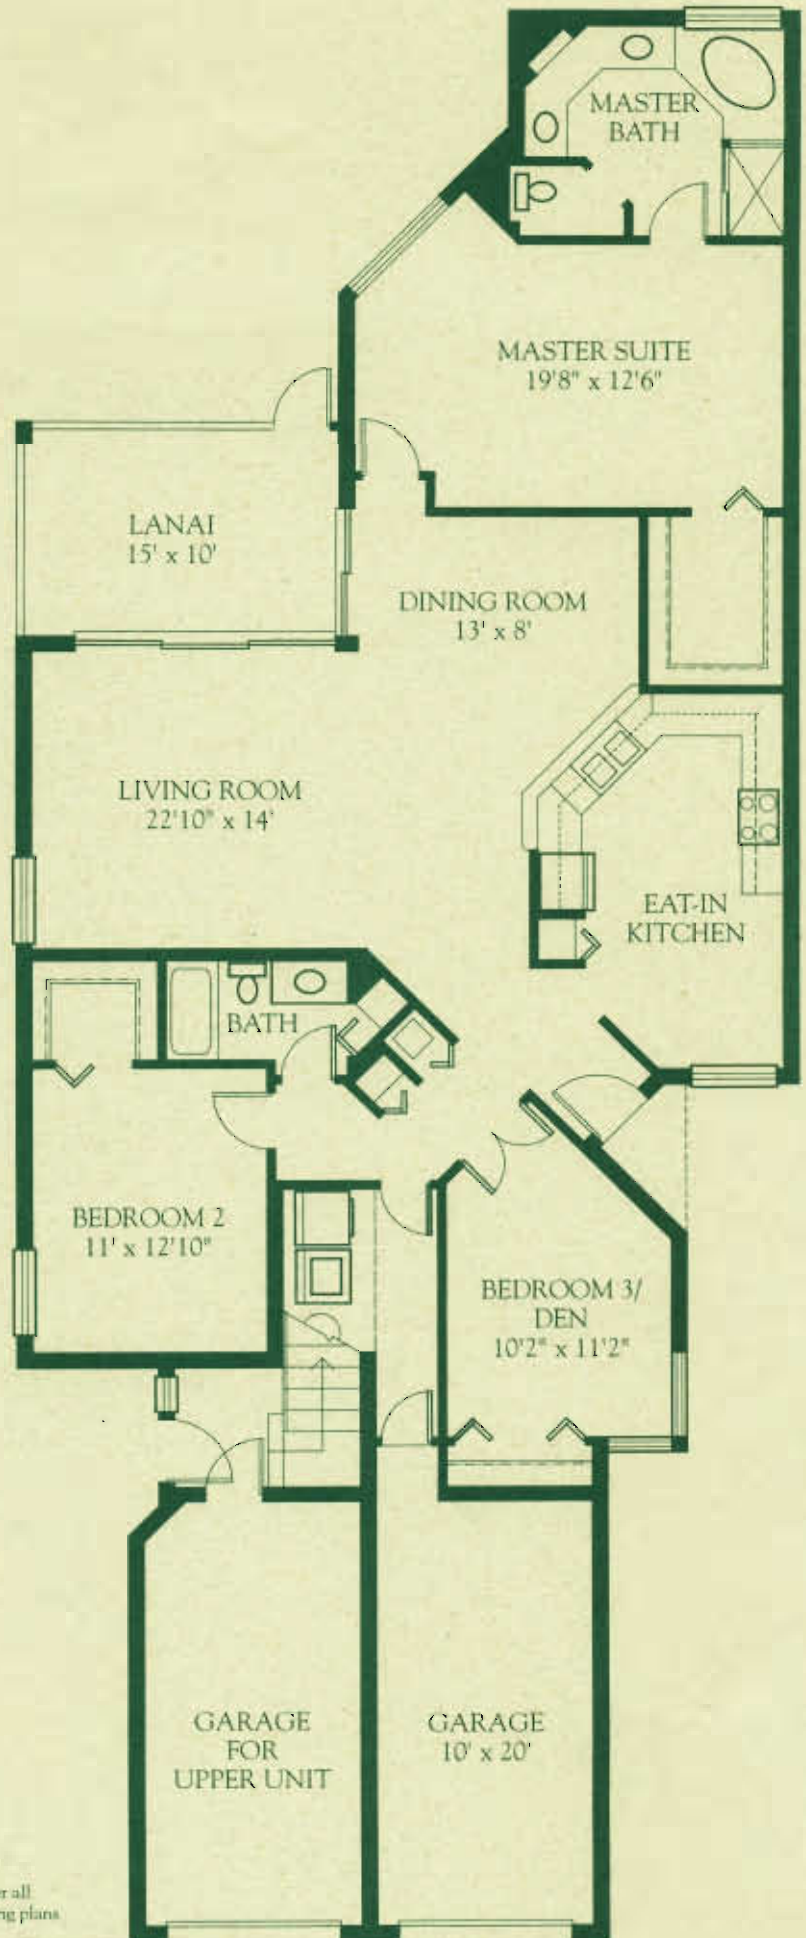 MASTER
BATH
MASTER SUITE
19'8" x 12'6"
LANAI
15' x 10'
DINING ROOM
13' x 8'
LIVING ROOM
22'10" x 14'
EAT-IN
KITCHEN
BATH
BEDROOM 2
11' x 12'10"
BEDROOM 3/
DEN
10'2" x 11'2"
GARAGE
FOR
UPPER UNIT
GARAGE
10' x 20'
all
plans